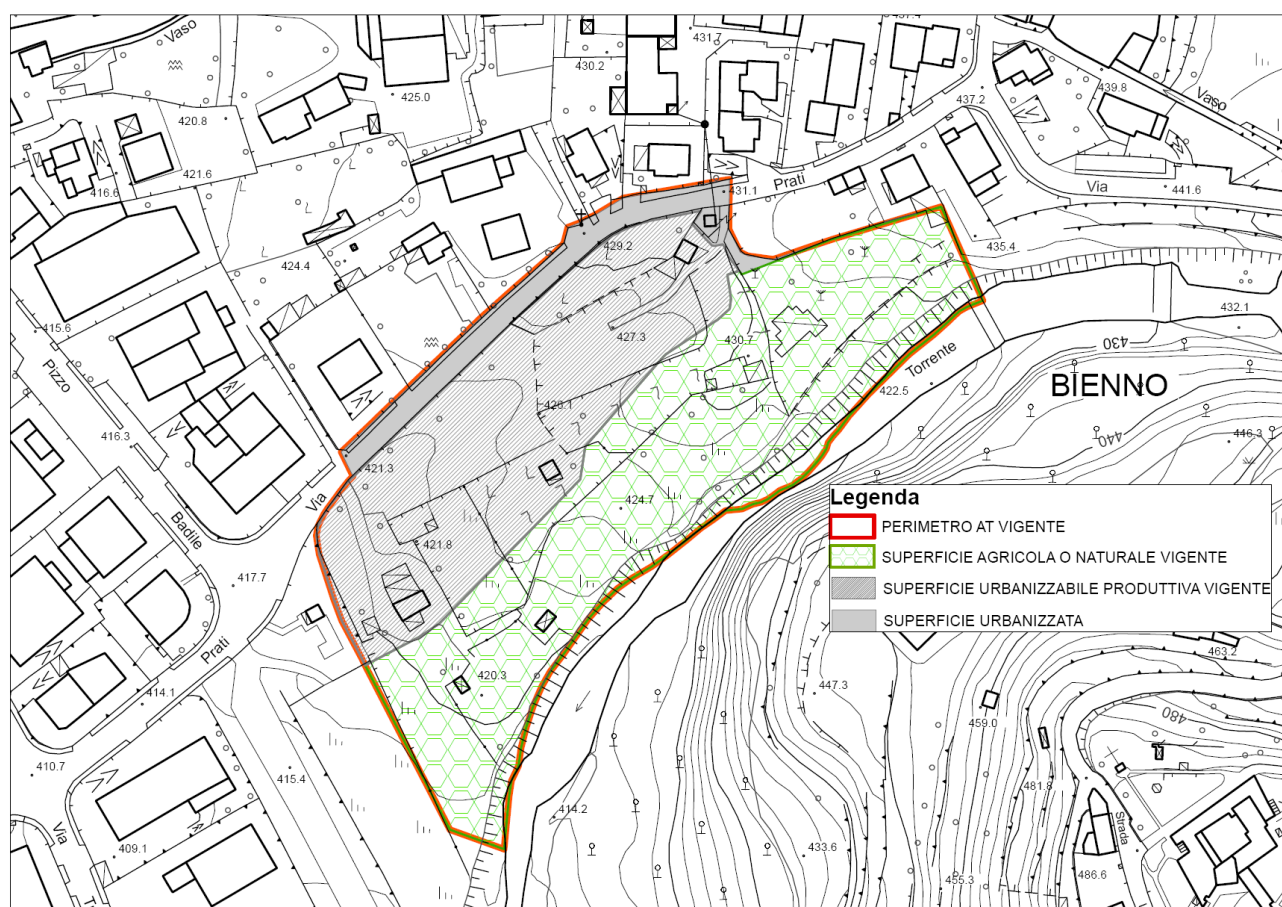 Vaso
437.4
431.7
430.2
425.0
439.8
Vaso
437.2
420.8
421.6
416.6
Prati
431.1
Via
441.6
435.4
429.2
424.4
432.1
415.6
427.3
430.7
430
Torrente
422.5
BIENNO
Pizzo
426.1
440
446.3
416.3
421.3
Via
424.7
Legenda
PERIMETRO AT VIGENTE
SUPERFICIE AGRICOLA O NATURALE VIGENTE
SUPERFICIE URBANIZZABILE PRODUTTIVA VIGENTE
SUPERFICIE URBANIZZATA
Badile
421.8
417.7
Prati
463.2
420.3
447.3
414.1
459.0
480
410.7
415.4
414.2
481.8
Strada
Via
409.1
433.6
455.3
486.6